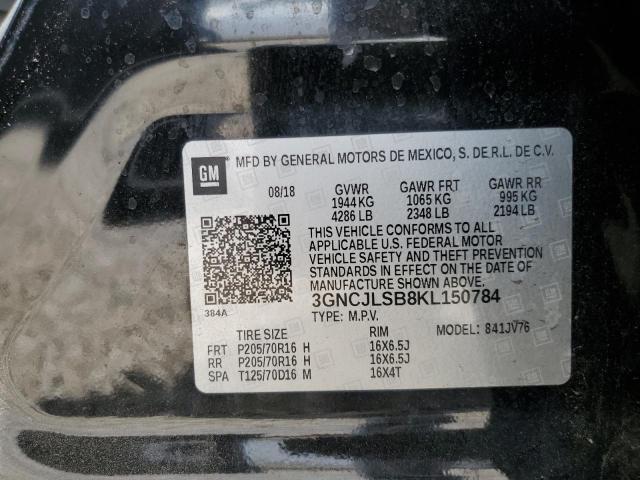 GM
MFD BY GENERAL MOTORS DE MEXICO, S. DE R.L. DE C.V.
08/18 GVWR GAWR FRT GAWR RR
1944 KG 1065 KG 995 KG
4286 LB 2348 LB 2194 LB
THIS VEHICLE CONFORMS TO ALL
APPLICABLE U.S. FEDERAL MOTOR
VEHICLE SAFETY AND THEFT PREVENTION
STANDARDS IN EFFECT ON THE DATE OF
MANUFACTURE SHOWN ABOVE.
3GNCJLSB8KL150784
384A
TYPE: M.P.V.
TIRE SIZE RIM MODEL: 841JV76
FRT P205/70R16 H 16X6.5J
RR P205/70R16 H 16X6.5J
SPA T125/70D16 M 16X4T